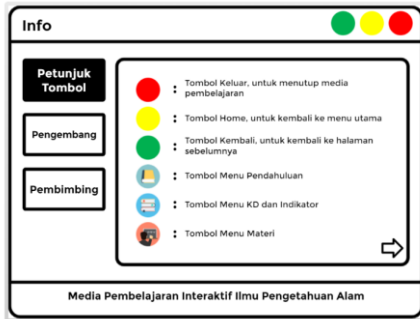 Info
Petunjuk
Tombol
Pengembang
Pembimbing
: Tombol Keluar, untuk menutup media
pembelajaran
: Tombol Home, untuk kembali ke menu utama
: Tombol Kembali, untuk kembali ke halaman
sebelumnya
: Tombol Menu Pendahuluan
: Tombol Menu KD dan Indikator
: Tombol Menu Materi
Media Pembelajaran Interaktif Ilmu Pengetahuan Alam